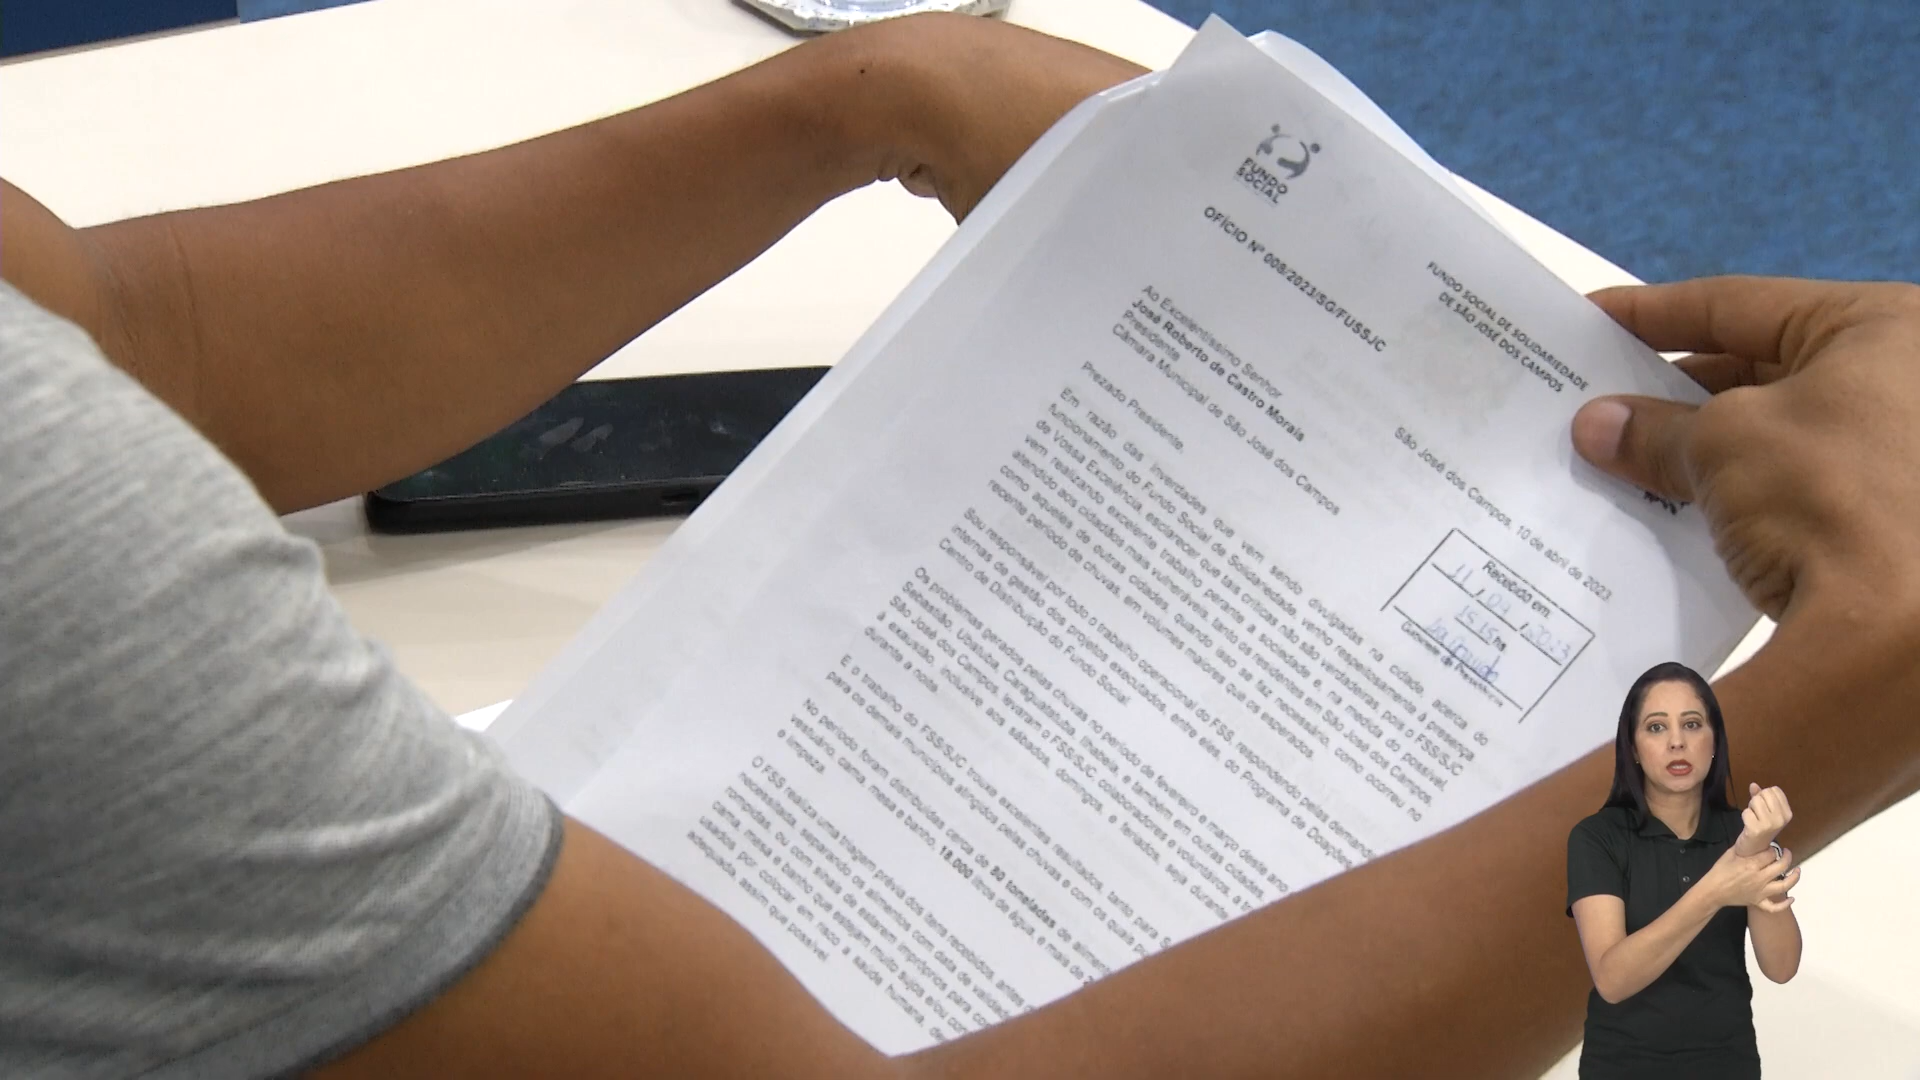 FUNDO
SOCIAL
FUNDO SOCIAL DE SOLIDARIEDADE
DE SÃO JOSÉ DOS CAMPOS
OFÍCIO Nº 008/2023/SG/FUSSJC
São José dos Campos, 10 de abril de 2023
Ao Excelentíssimo Senhor
José Roberto de Castro Morais
Presidente
Câmara Municipal de São José dos Campos
Recebido em:
11, 04, 2023
15:15 hs
Prezado Presidente,
Em razão das inverdades que vem sendo divulgadas na cidade, acerca do
funcionamento do Fundo Social de Solidariedade, venho respeitosamente à presença
de Vossa Excelência, esclarecer que tais críticas não são verdadeiras, pois o FSS/SJC
vem realizando excelente trabalho perante a sociedade e, na medida do possível,
atendido aos cidadãos mais vulneráveis, tanto os residentes em São José dos Campos,
como aqueles de outras cidades, quando isso se faz necessário, como ocorreu no
recente período de chuvas, em volumes maiores que os esperados.
Sou responsável por todo o trabalho operacional do FSS, respondendo pelas
internas de gestão dos projetos executados, entre eles, do Programa de Doações,
Centro de Distribuição do Fundo Social.
Os problemas gerados pelas chuvas no período de fevereiro e março deste ano
Sebastião, Ubatuba, Caraguatatuba, Ilhabela, e também em outras cidades,
São José dos Campos, levaram o FSS/SJC, colaboradores e voluntários, a
à exaustão, inclusive aos sábados, domingos, e feriados, seja durante
durante a noite.
E o trabalho do FSS/SJC trouxe excelentes resultados, tanto para
para os demais municípios atingidos pelas chuvas e com os quais
No período foram distribuídas cerca de 80 toneladas de
vestuário, cama, mesa e banho, 18.000 litros de água, e mais de
e limpeza.
O FSS realiza uma triagem prévia dos itens recebidos, antes
necessitada, separando os alimentos com data de
rompidas, ou com sinais de estarem impróprios para
cama, mesa e banho que estejam muito sujos e/ou
usados, por colocar em risco a saúde humana,
adequada, assim que possível.